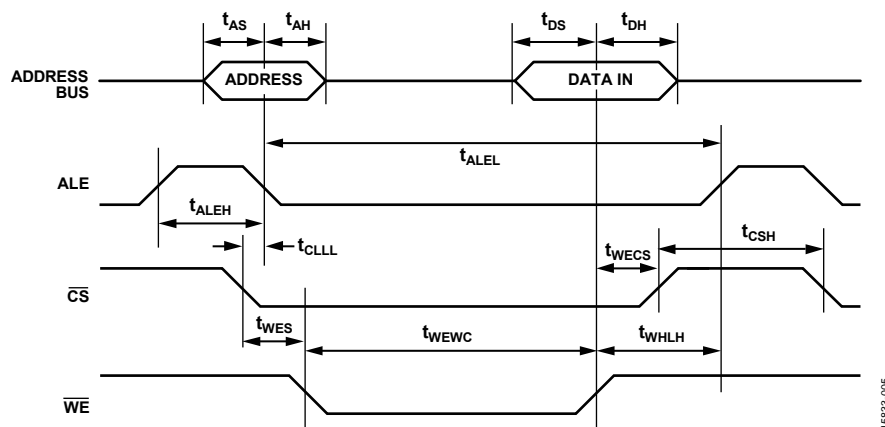 tAS
tAH
tDS
tDH
ADDRESS
BUS
ADDRESS
DATA IN
tALEL
ALE
tALEH
tCLLL
tCSH
tWECS
CS
tWES
tWEWC
tWHLH
WE